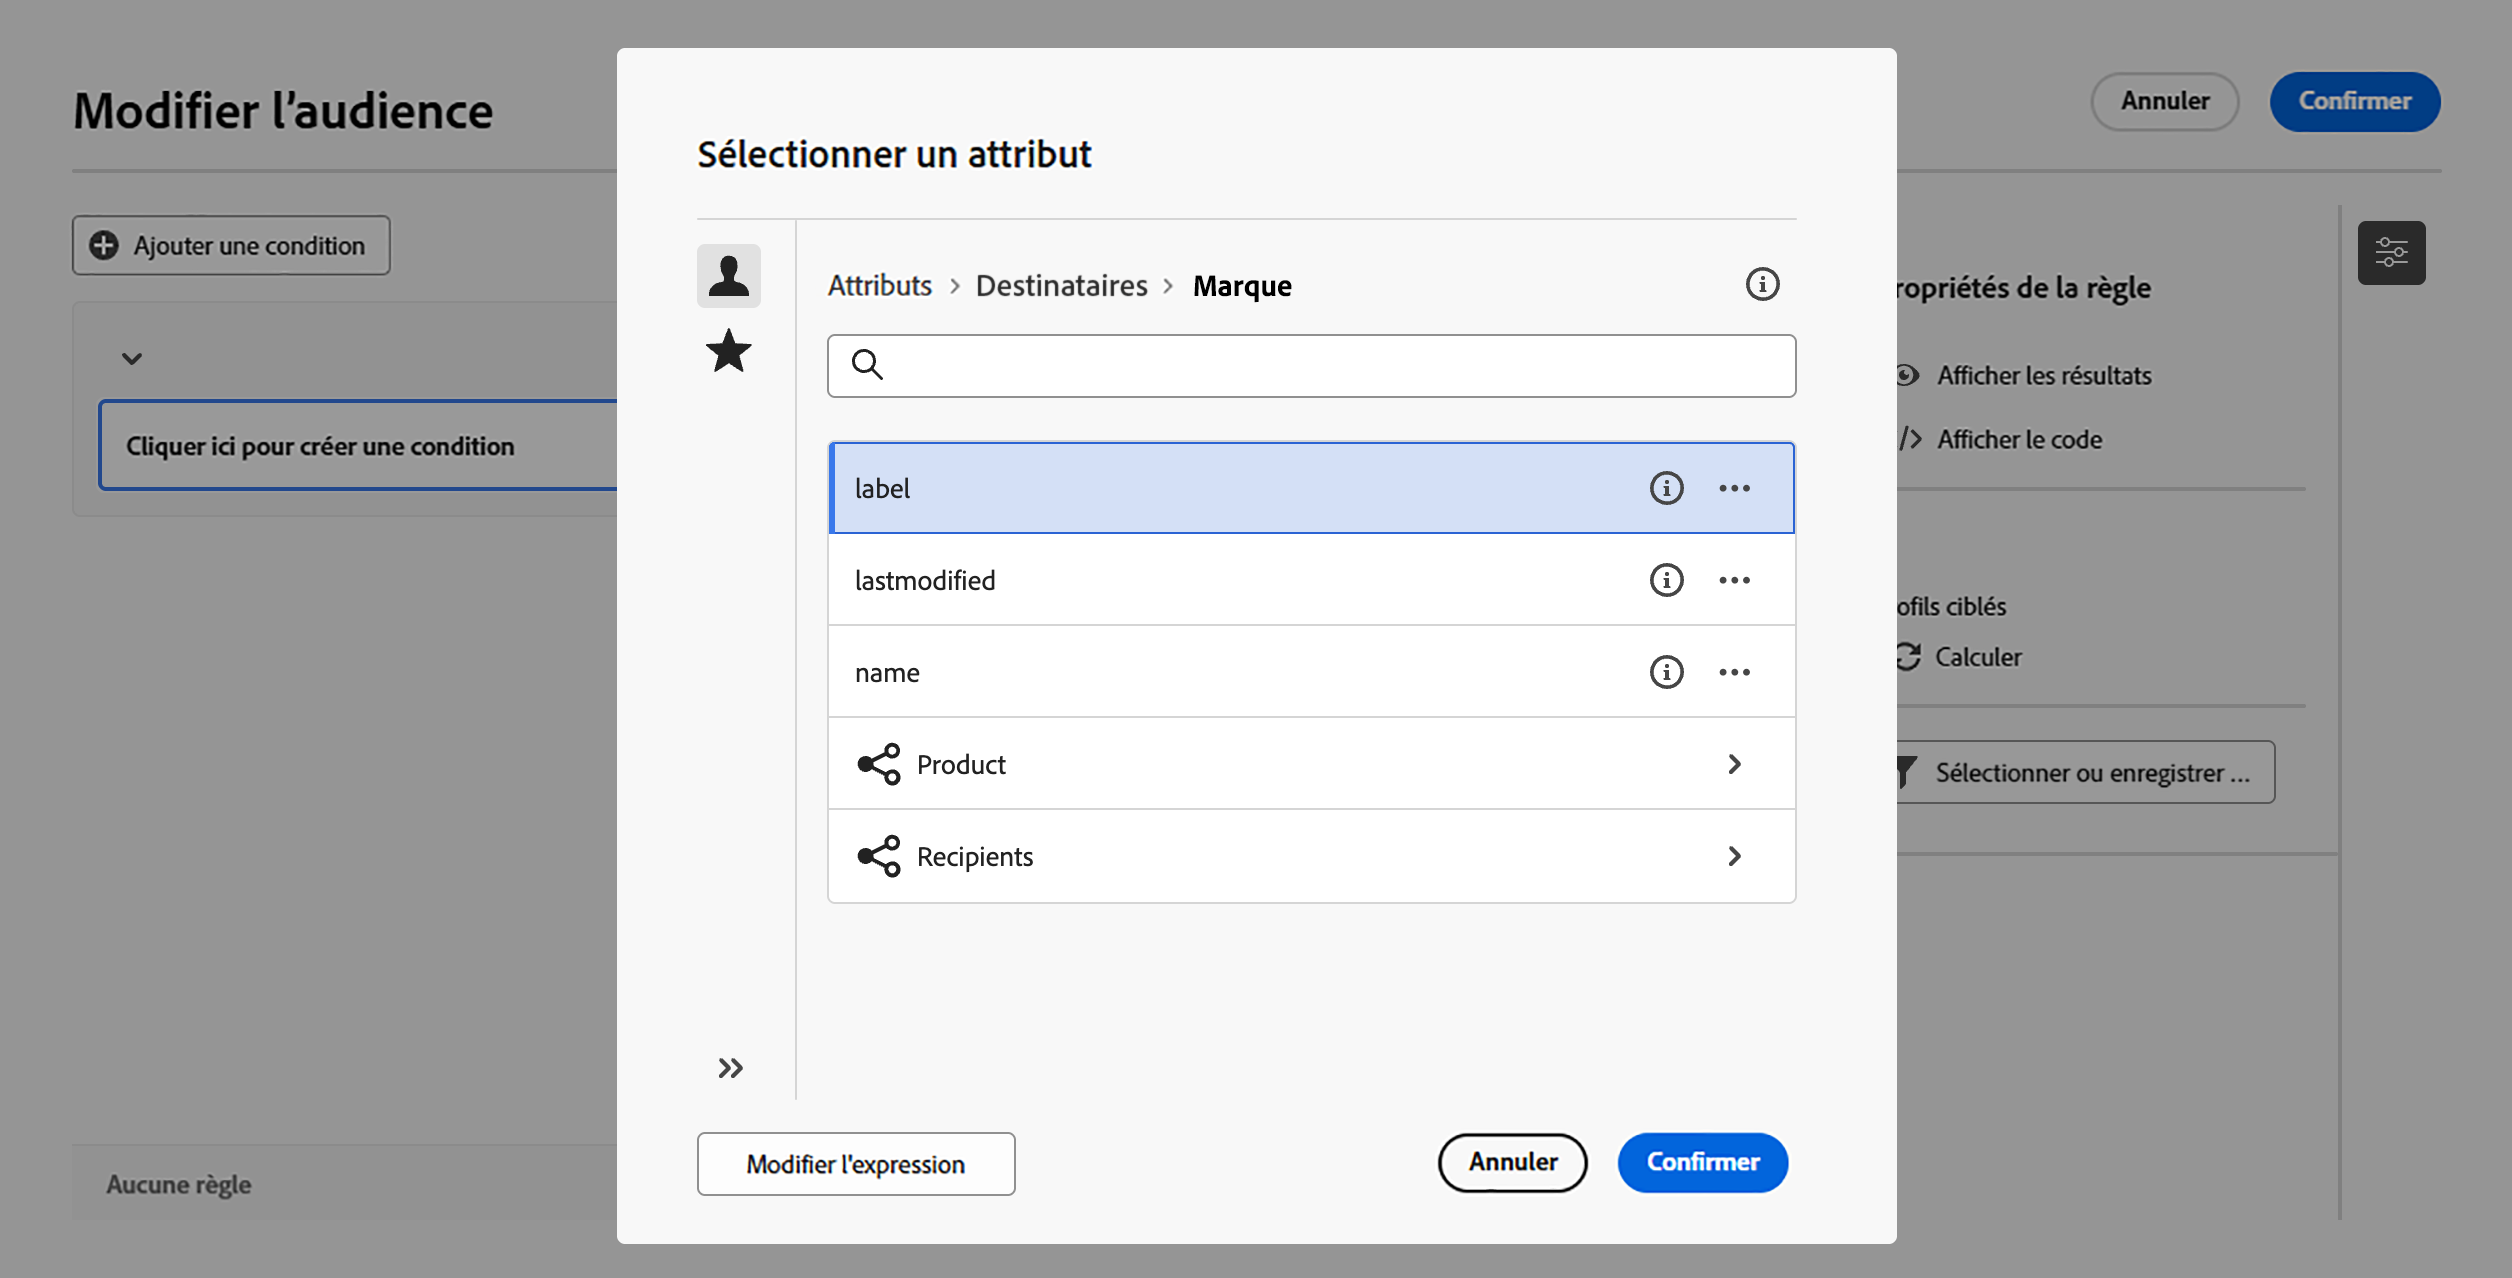 Modifier l’audience
Annuler
Confirmer
Ajouter une condition
Cliquer ici pour créer une condition
Aucune règle
Sélectionner un attribut
Attributs > Destinataires > Marque
label
lastmodified
name
Product
Recipients
Modifier l'expression
Annuler
Confirmer
ropriétés de la règle
Afficher les résultats
Afficher le code
ofils ciblés
Calculer
Sélectionner ou enregistrer ...